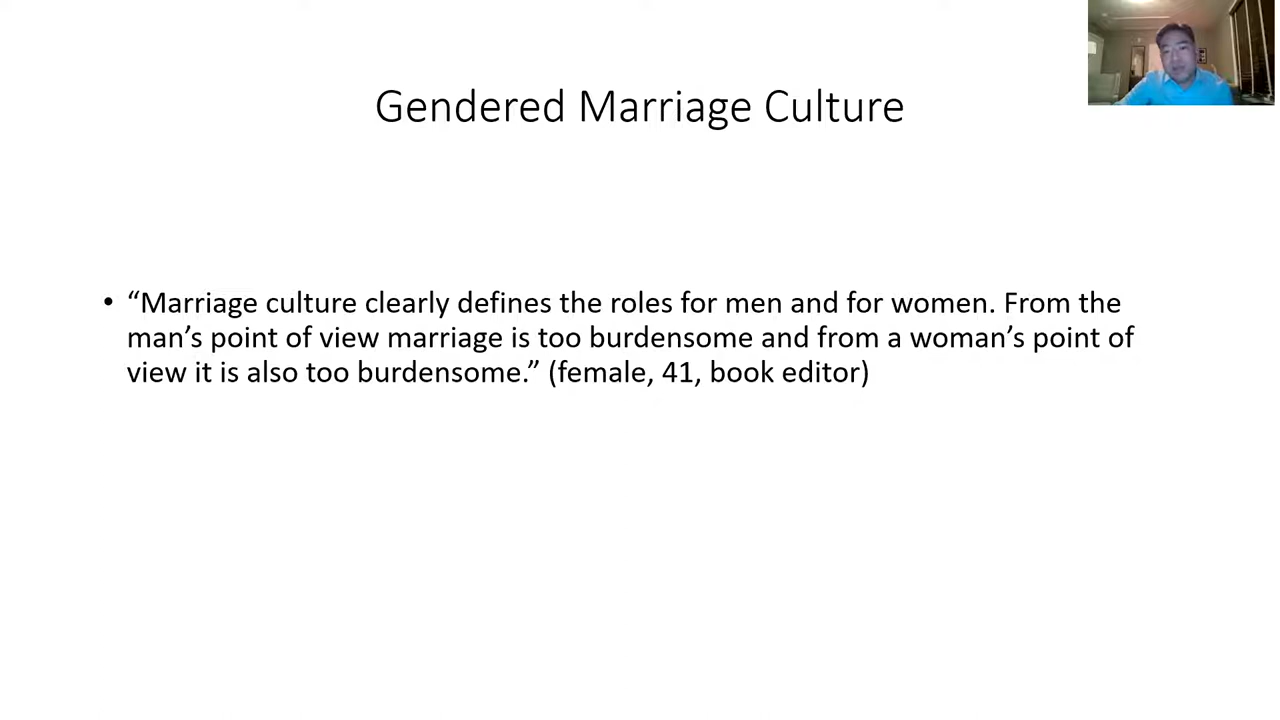 Gendered Marriage Culture
• “Marriage culture clearly defines the roles for men and for women. From the
man’s point of view marriage is too burdensome and from a woman’s point of
view it is also too burdensome.” (female, 41, book editor)